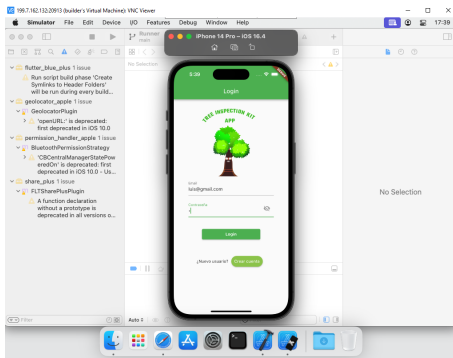 199.7.162.132:20913 (builder's Virtual Machine): VNC Viewer
Simulator File Edit Device I/O Features Debug Window Help
17:39
Runner
main
iPhone 14 Pro – iOS 16.4
No Selection
flutter_blue_plus 1 issue
Run script build phase 'Create
Symlinks to Header Folders'
will be run during every build...
geolocator_apple 1 issue
GeolocatorPlugin
'openURL:' is deprecated:
first deprecated in iOS 10.0
permission_handler_apple 1 issue
BluetoothPermissionStrategy
'CBCentralManagerStatePow
eredOn' is deprecated: first
deprecated in iOS 10.0 - Us...
share_plus 1 issue
FLTSharePlusPlugin
A function declaration
without a prototype is
deprecated in all versions o...
5:39
Login
TREE INSPECTION KIT
APP
Email
luis@gmail.com
Contraseña
Login
¿Nuevo usuario? Crear cuenta
No Selection
Filter
Auto